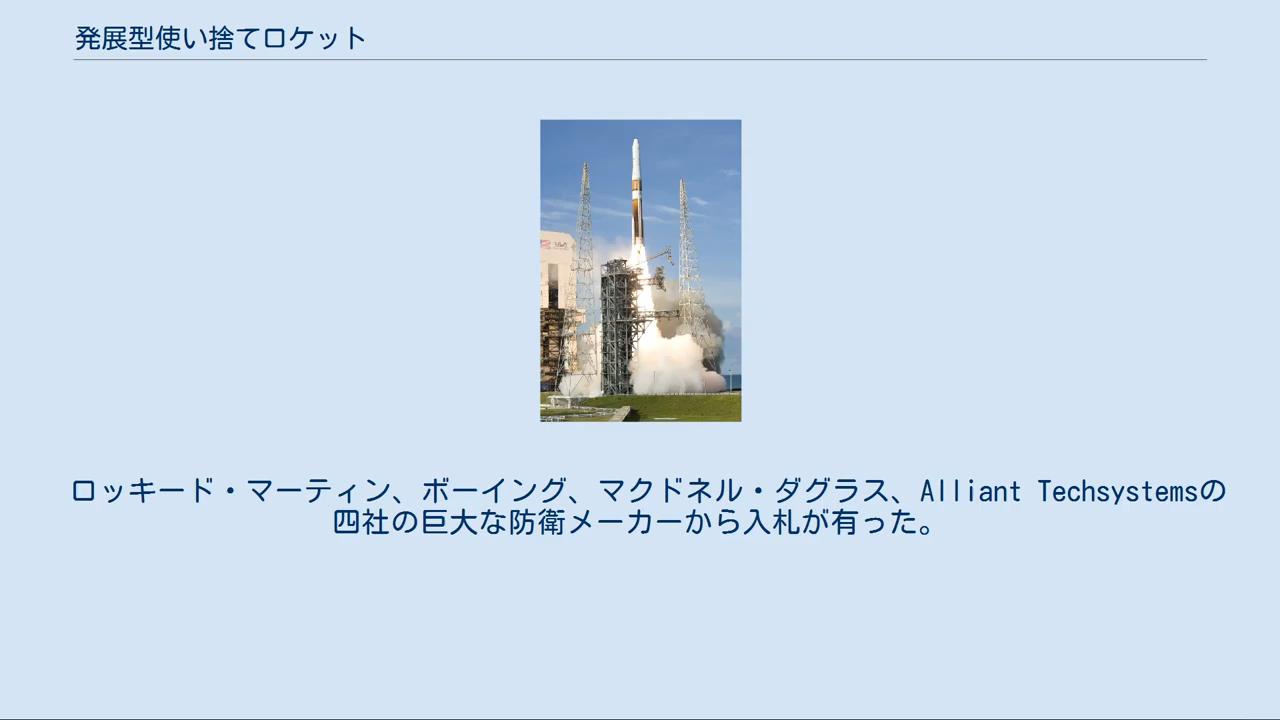 発展型使い捨てロケット
ロッキード・マーティン、ボーイング、マクドネル・ダグラス、Alliant Techsystemsの
四社の巨大な防衛メーカーから入札が有った。